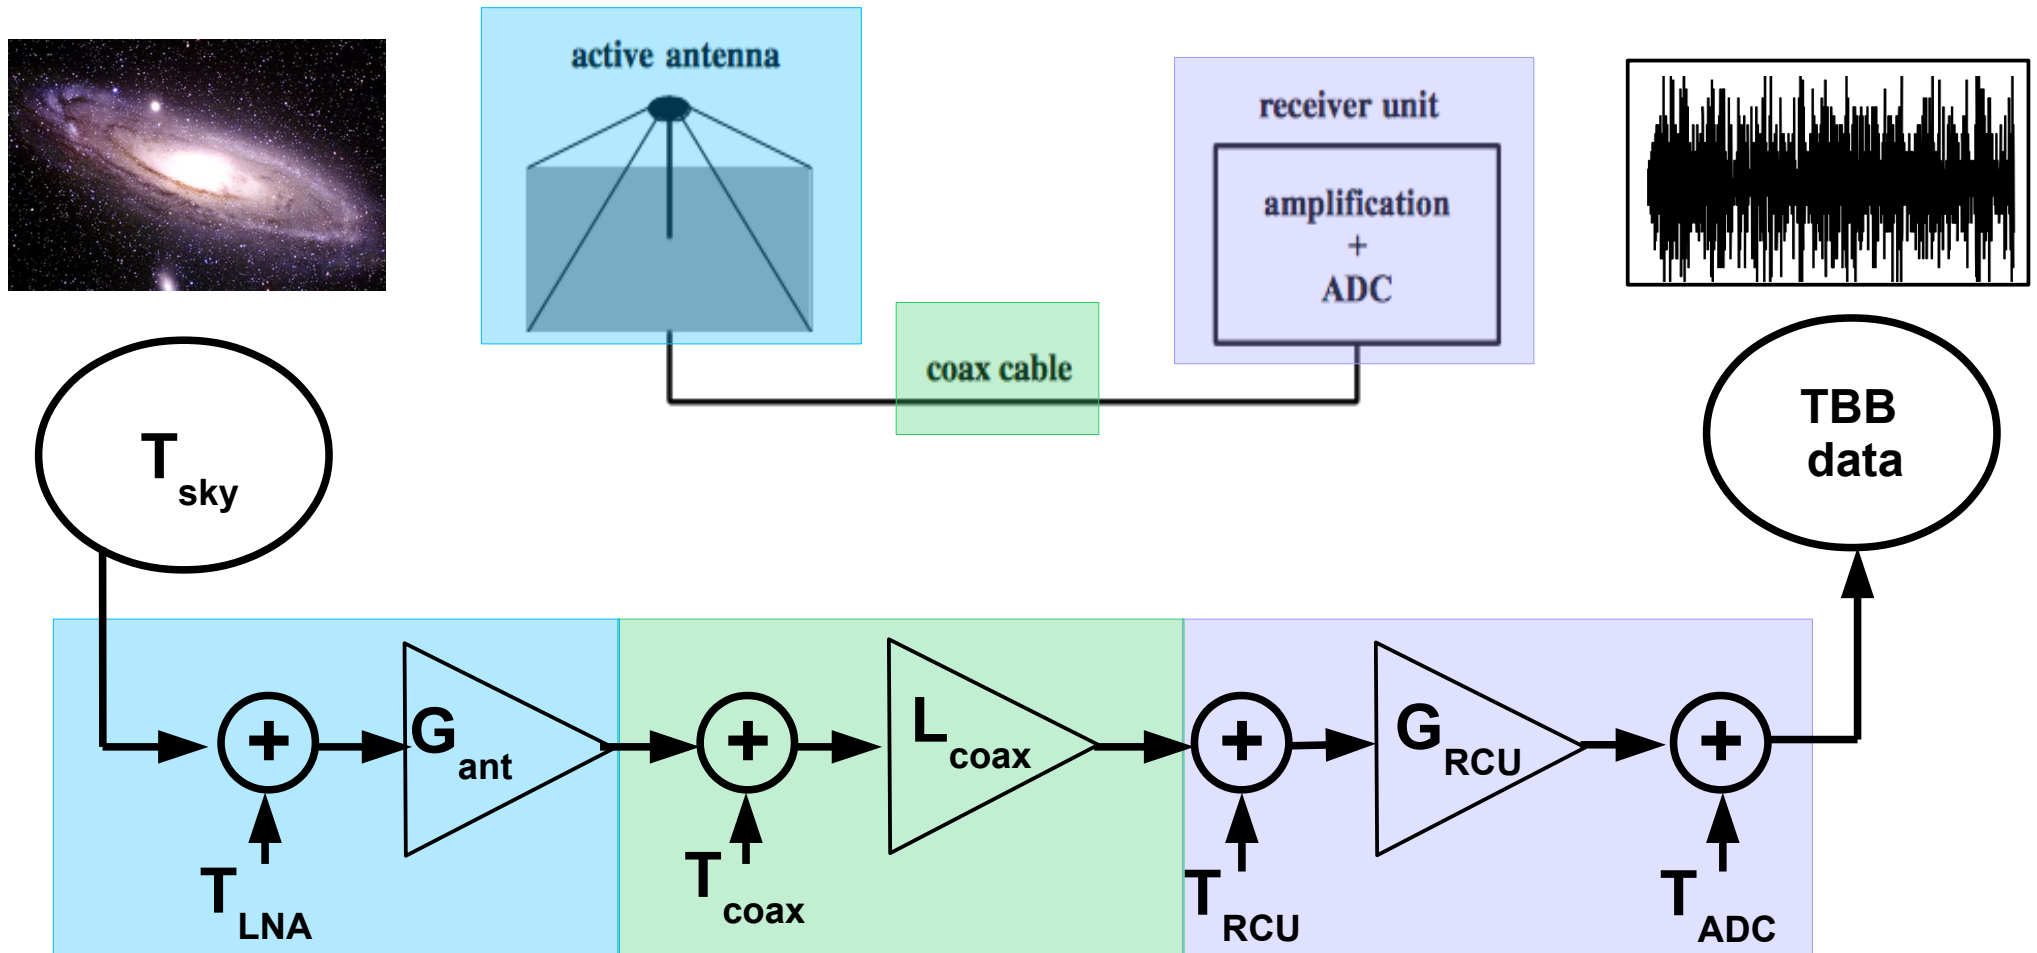 active antenna
receiver unit
amplification
+
ADC
coax cable
T sky
TBB
data
+
G ant
+
L coax
+
G RCU
+
T LNA
T coax
T RCU
T ADC